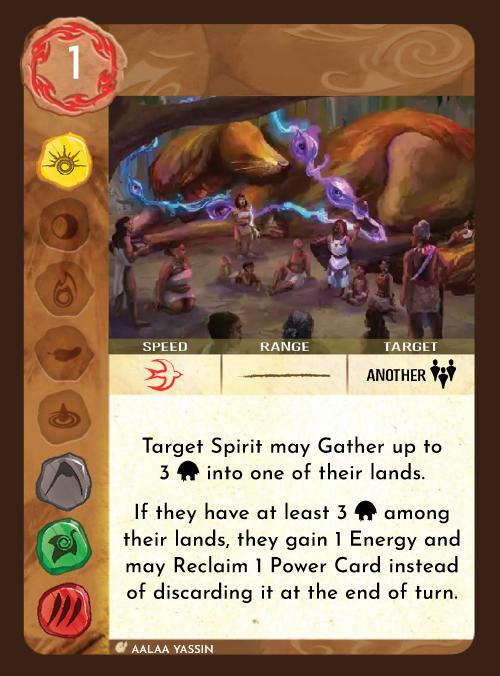 1
SPEED RANGE TARGET
ANOTHER
Target Spirit may Gather up to
3 into one of their lands.
If they have at least 3 among
their lands, they gain 1 Energy and
may Reclaim 1 Power Card instead
of discarding it at the end of turn.
AALAA YASSIN